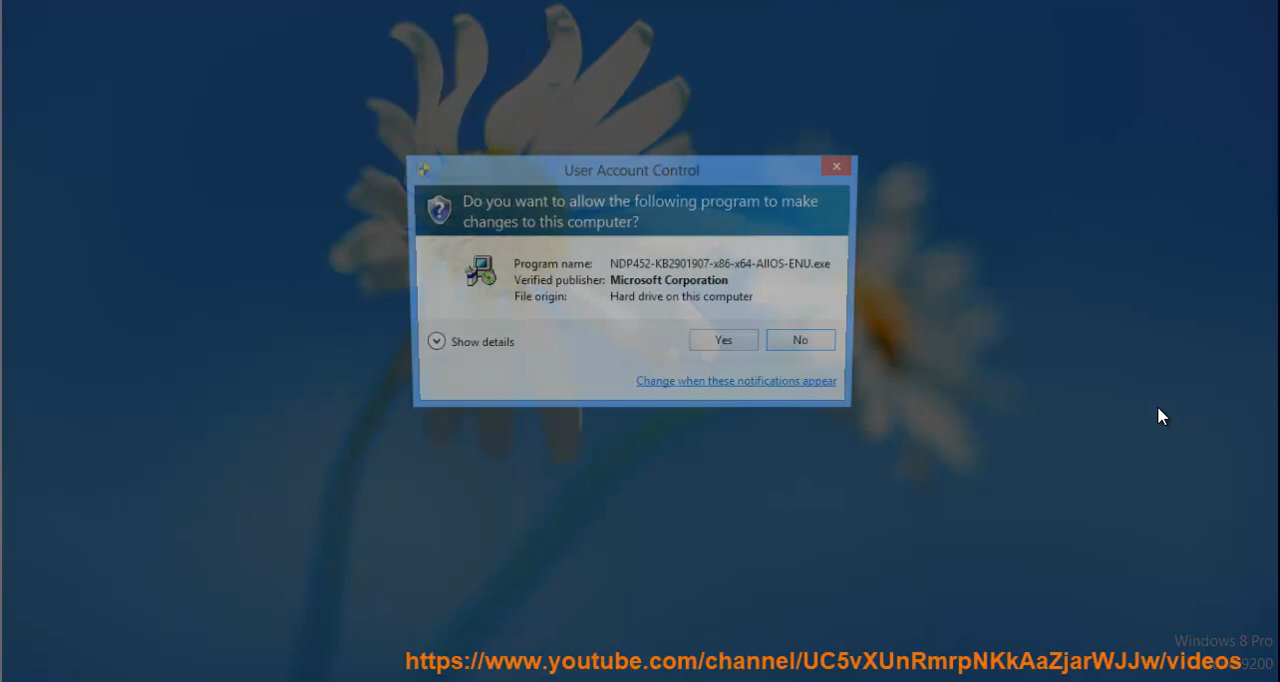 User Account Control
Do you want to allow the following program to make
changes to this computer?
Program name: NDP452-KB2901907-x86-x64-AllOS-ENU.exe
Verified publisher: Microsoft Corporation
File origin: Hard drive on this computer
Show details
Yes
No
Change when these notifications appear
Windows 8 Pro
https://www.youtube.com/channel/UC5vXUnRmrpNKkAaZjarWJJw/videos
9200